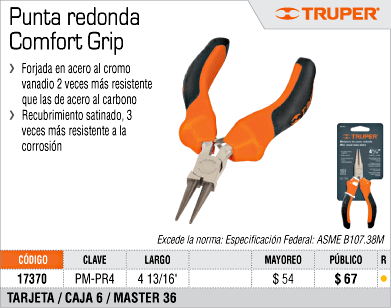 Punta redonda
Comfort Grip
TRUPER®
❯ Forjada en acero al cromo
vanadio 2 veces más resistente
que las de acero al carbono
❯ Recubrimiento satinado, 3
veces más resistente a la
corrosión
TRUPER
Excede la norma: Especificación Federal: ASME B107.38M
CÓDIGO CLAVE LARGO MAYOREO PÚBLICO R
17370 PM-PR4 4 13/16" $ 54 $ 67
TARJETA / CAJA 6 / MASTER 36